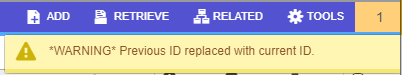 ADD RETRIEVE RELATED TOOLS 1
*WARNING* Previous ID replaced with current ID.